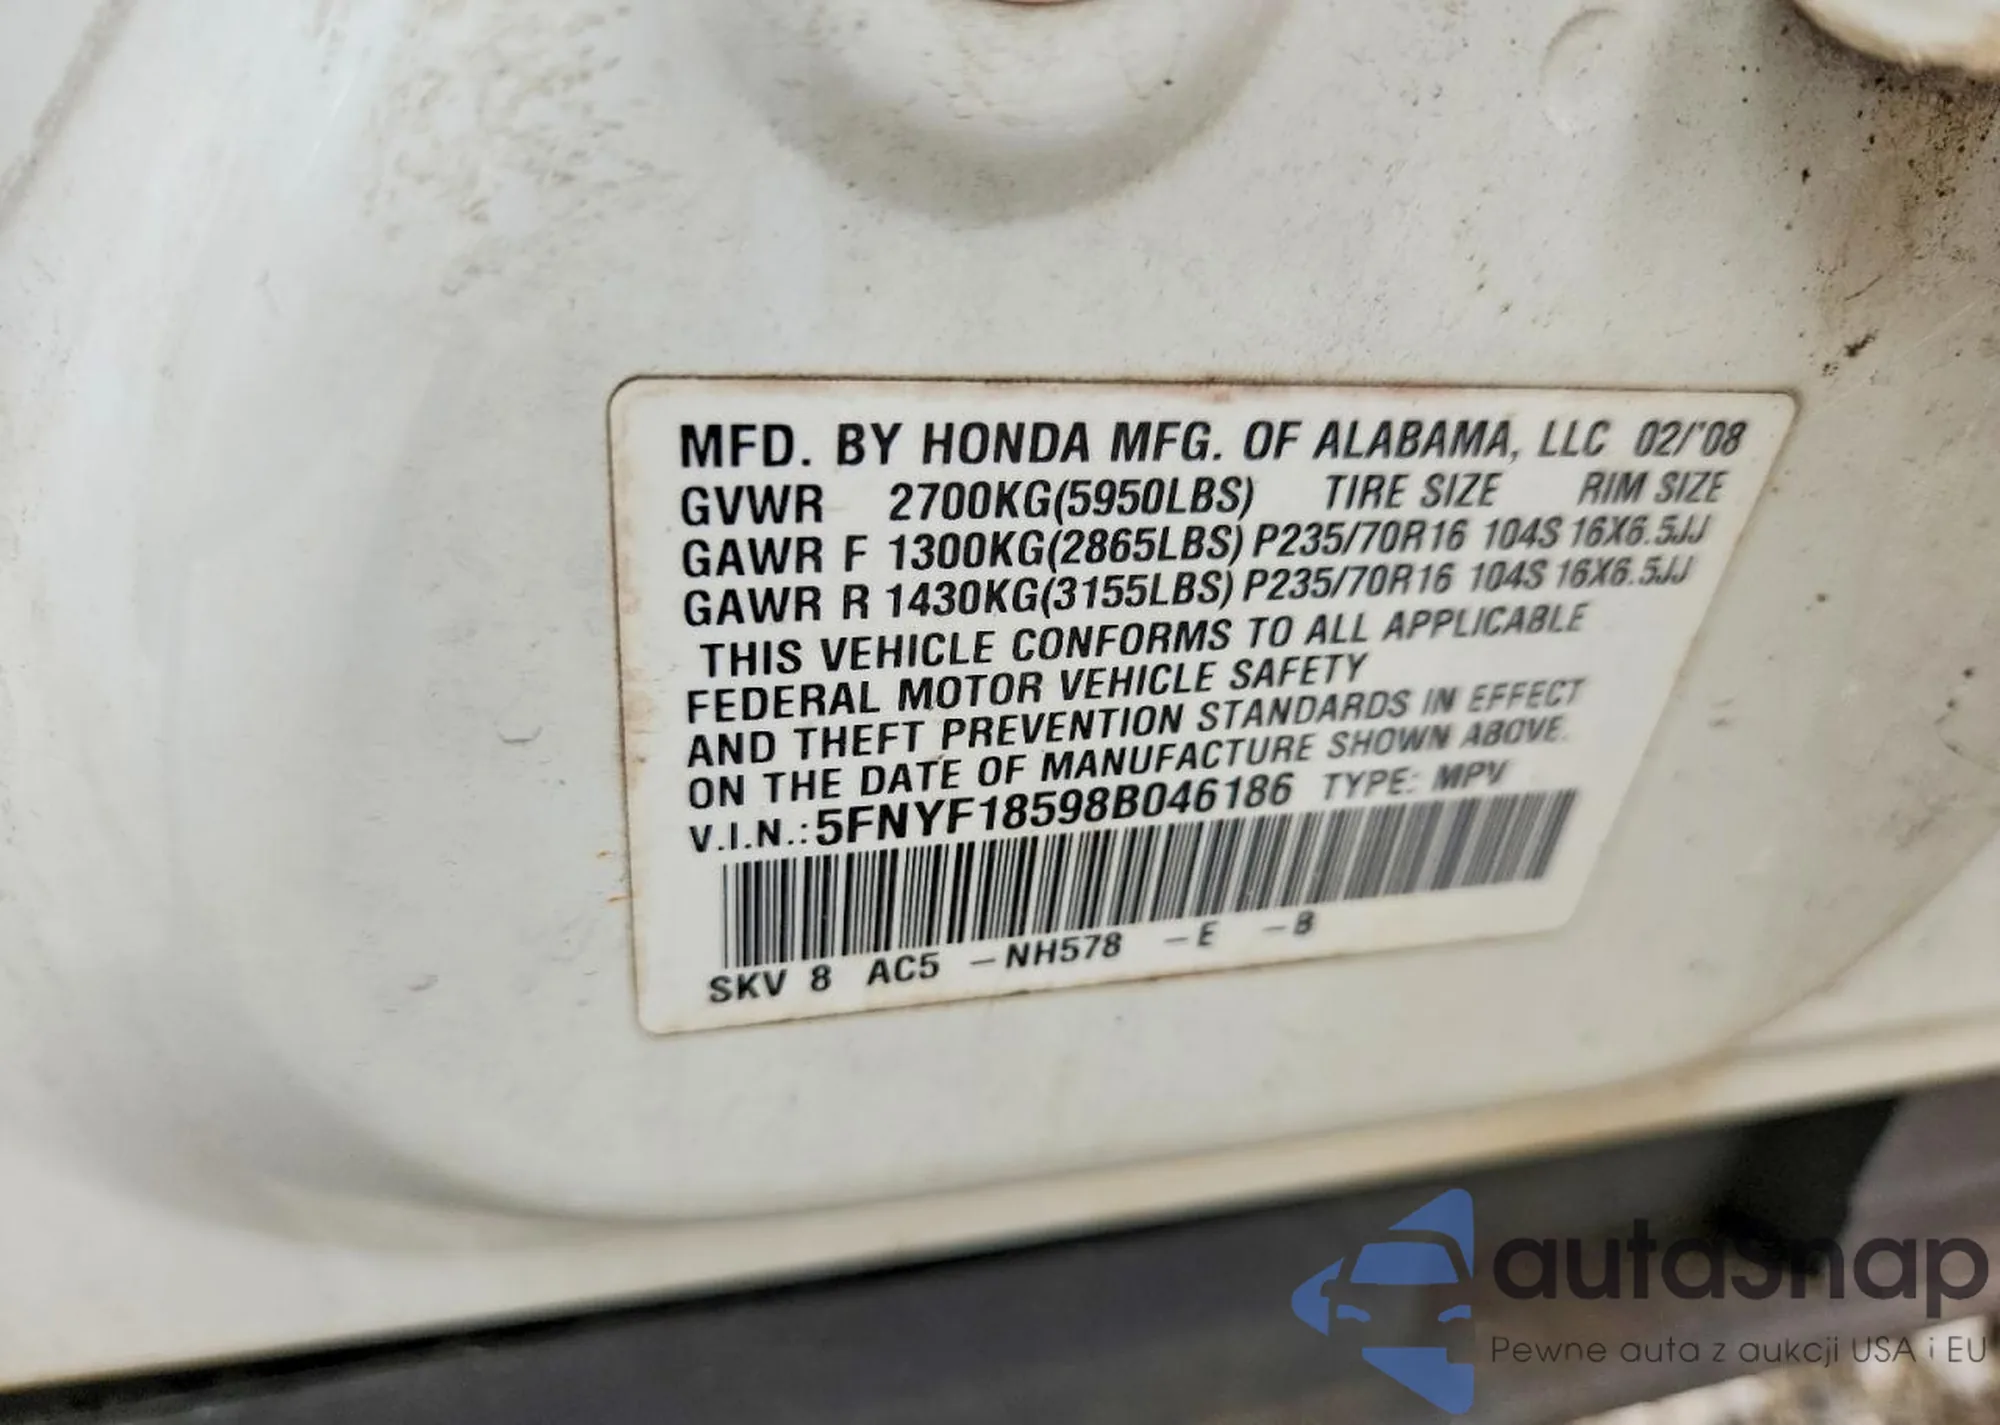 MFD. BY HONDA MFG. OF ALABAMA, LLC 02/'08
GVWR 2700KG(5950LBS) TIRE SIZE RIM SIZE
GAWR F 1300KG(2865LBS) P235/70R16 104S 16X6.5JJ
GAWR R 1430KG(3155LBS) P235/70R16 104S 16X6.5JJ
THIS VEHICLE CONFORMS TO ALL APPLICABLE
FEDERAL MOTOR VEHICLE SAFETY
AND THEFT PREVENTION STANDARDS IN EFFECT
ON THE DATE OF MANUFACTURE SHOWN ABOVE.
V.I.N.: 5FNYF18598B046186 TYPE: MPV
SKV 8 AC5 -NH578 -E -B
autasnap
Pewne auta z aukcji USA i EU